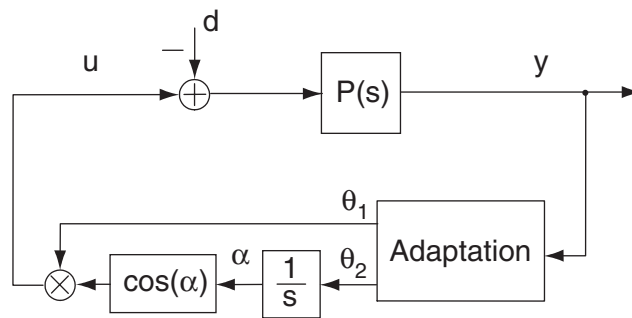 d
−
u
+
P(s)
y
θ₁
Adaptation
α
θ₂
cos(α)
1/s
×